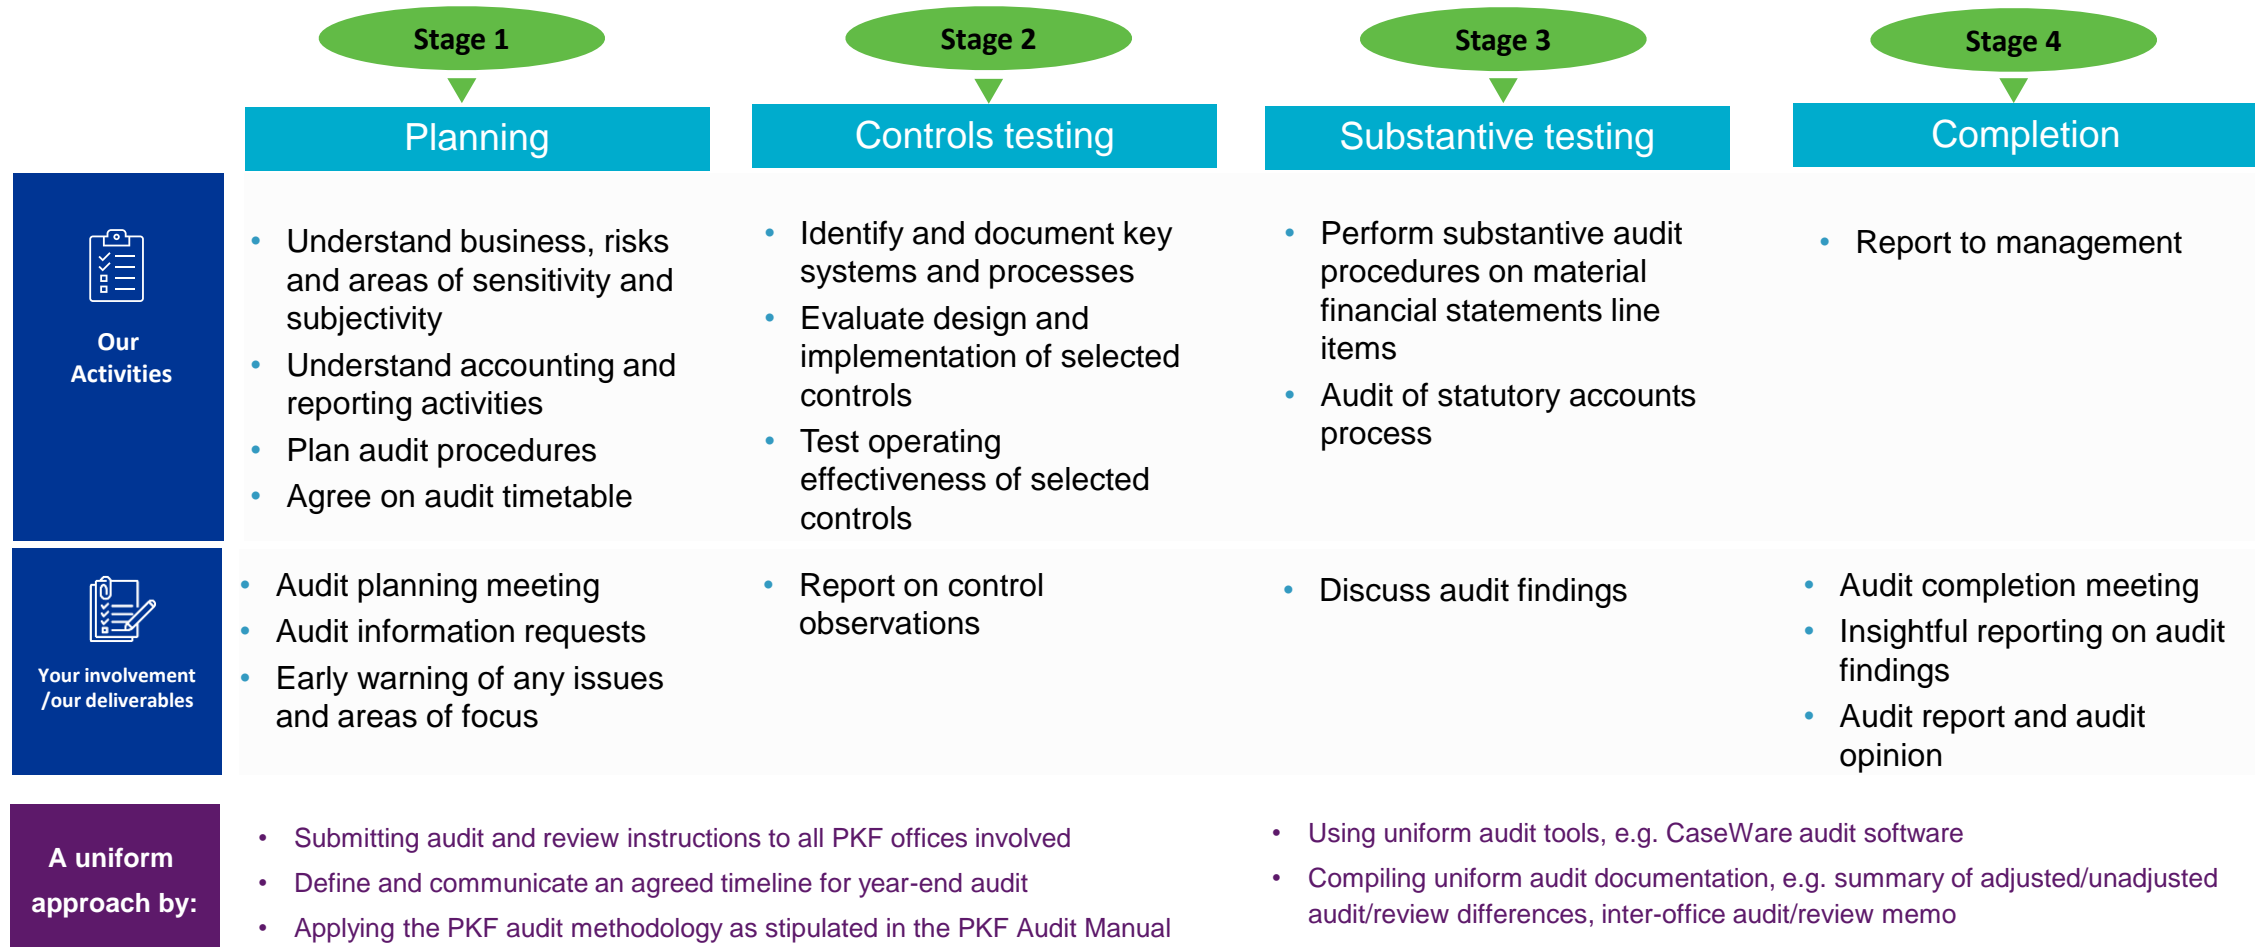 Stage 1
Stage 2
Stage 3
Stage 4
Planning
Controls testing
Substantive testing
Completion
Our
Activities
• Understand business, risks
and areas of sensitivity and
subjectivity
• Understand accounting and
reporting activities
• Plan audit procedures
• Agree on audit timetable
• Identify and document key
systems and processes
• Evaluate design and
implementation of selected
controls
• Test operating
effectiveness of selected
controls
• Perform substantive audit
procedures on material
financial statements line
items
• Audit of statutory accounts
process
• Report to management
Your involvement
/our deliverables
• Audit planning meeting
• Audit information requests
• Early warning of any issues
and areas of focus
• Report on control
observations
• Discuss audit findings
• Audit completion meeting
• Insightful reporting on audit
findings
• Audit report and audit
opinion
A uniform
approach by:
• Submitting audit and review instructions to all PKF offices involved
• Define and communicate an agreed timeline for year-end audit
• Applying the PKF audit methodology as stipulated in the PKF Audit Manual
• Using uniform audit tools, e.g. CaseWare audit software
• Compiling uniform audit documentation, e.g. summary of adjusted/unadjusted
audit/review differences, inter-office audit/review memo